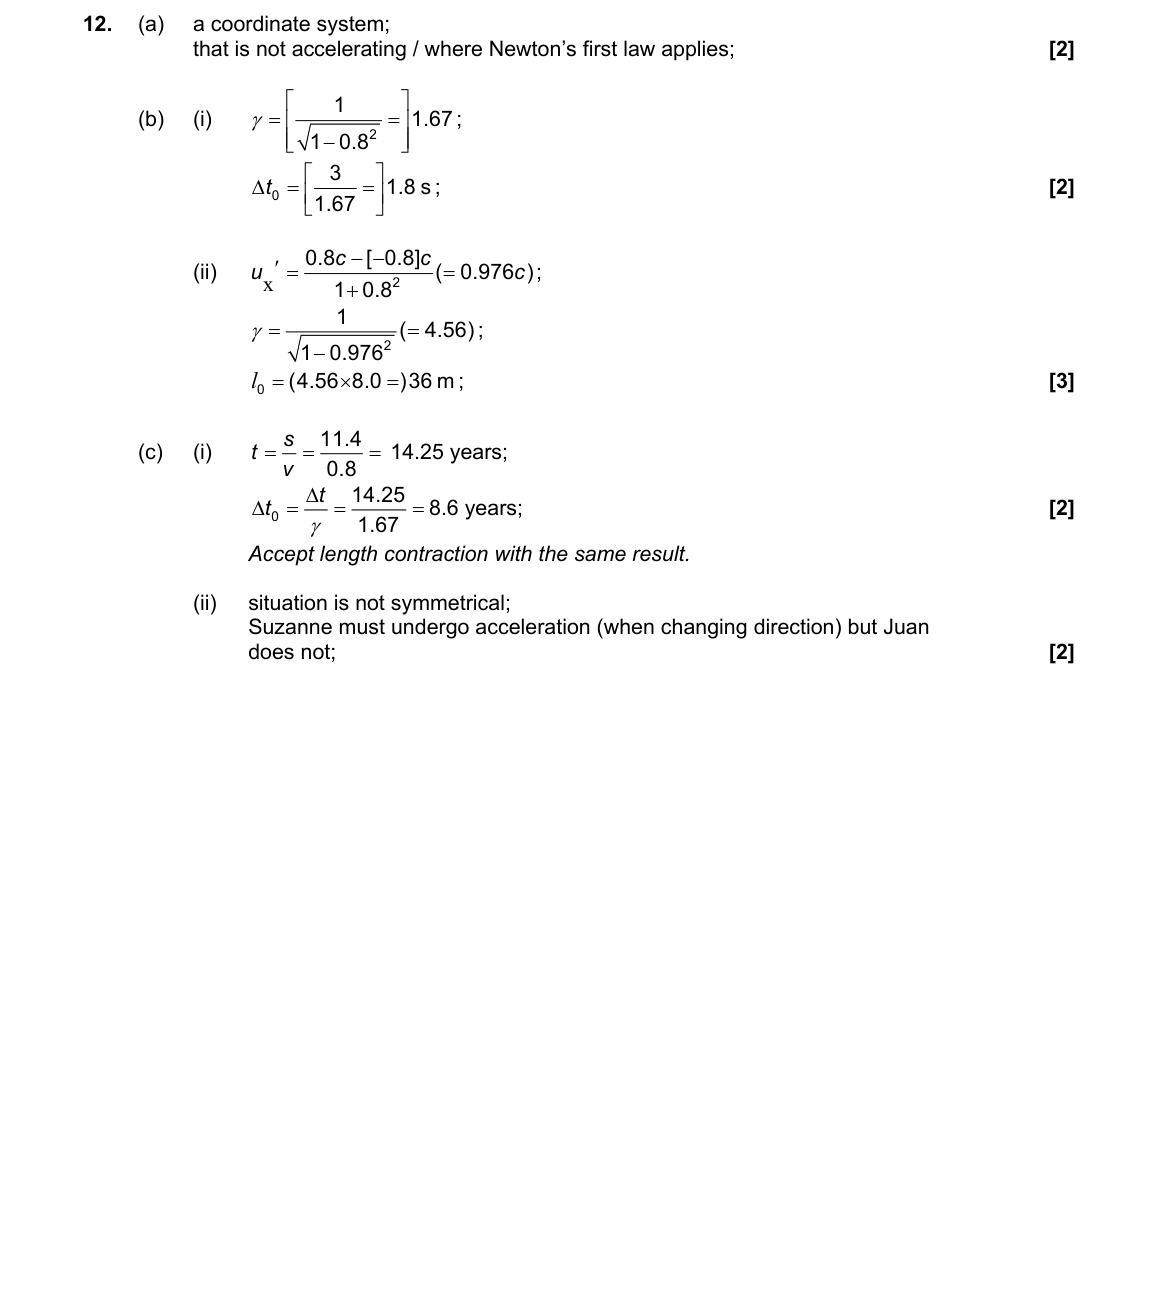 12. (a) a coordinate system;
that is not accelerating / where Newton's first law applies; [2]
(b) (i) γ = [1/√(1−0.8²) =] 1.67;
Δt₀ = [3/1.67 =] 1.8 s; [2]
(ii) uₓ′ = (0.8c − [−0.8]c)/(1+0.8²) (= 0.976c);
γ = 1/√(1−0.976²) (= 4.56);
l₀ = (4.56×8.0 =) 36 m; [3]
(c) (i) t = s/v = 11.4/0.8 = 14.25 years;
Δt₀ = Δt/γ = 14.25/1.67 = 8.6 years; [2]
Accept length contraction with the same result.
(ii) situation is not symmetrical;
Suzanne must undergo acceleration (when changing direction) but Juan
does not; [2]